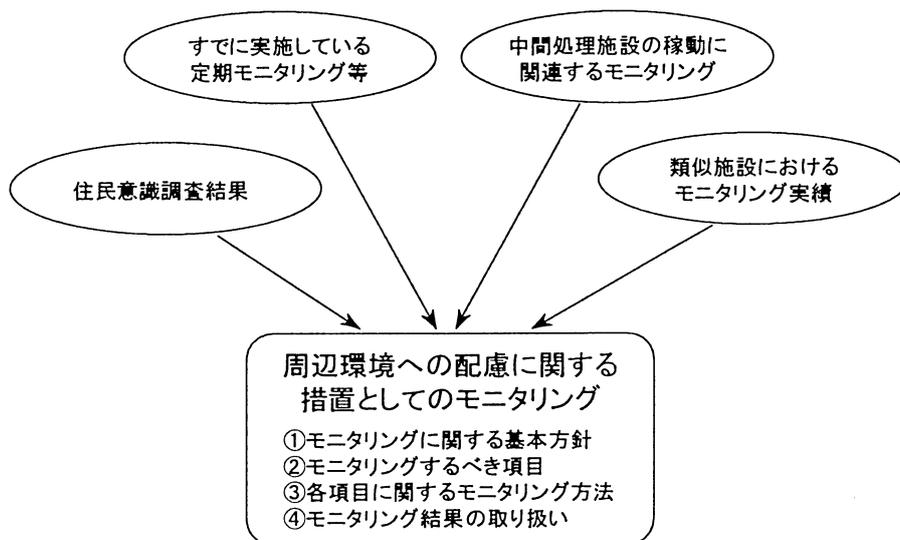 すでに実施している
定期モニタリング等
中間処理施設の稼動に
関連するモニタリング
住民意識調査結果
類似施設における
モニタリング実績
周辺環境への配慮に関する
措置としてのモニタリング
①モニタリングに関する基本方針
②モニタリングするべき項目
③各項目に関するモニタリング方法
④モニタリング結果の取り扱い